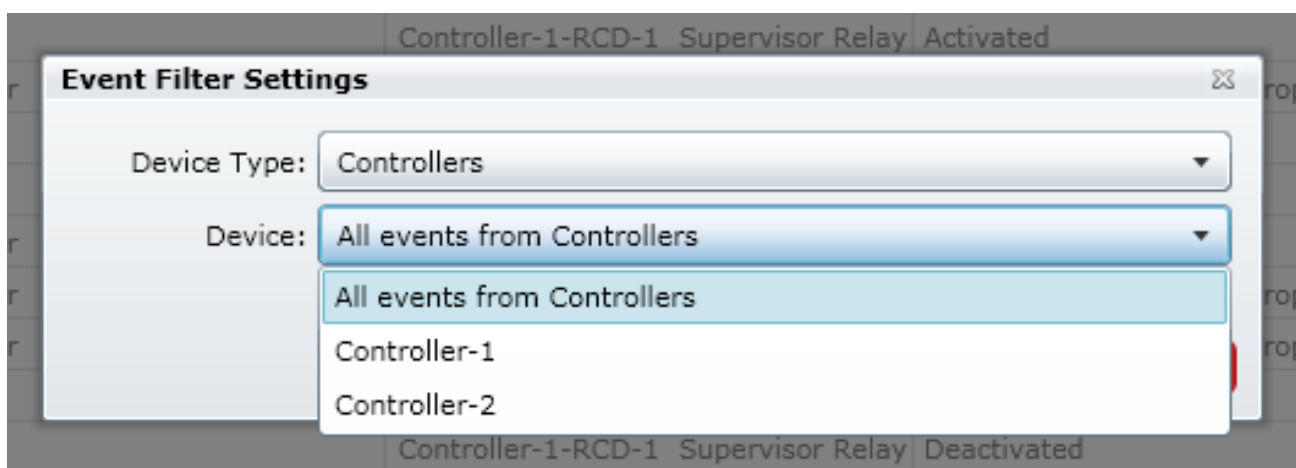 Controller-1-RCD-1 Supervisor Relay Activated
Event Filter Settings
Device Type: Controllers
Device: All events from Controllers
All events from Controllers
Controller-1
Controller-2
Controller-1-RCD-1 Supervisor Relay Deactivated